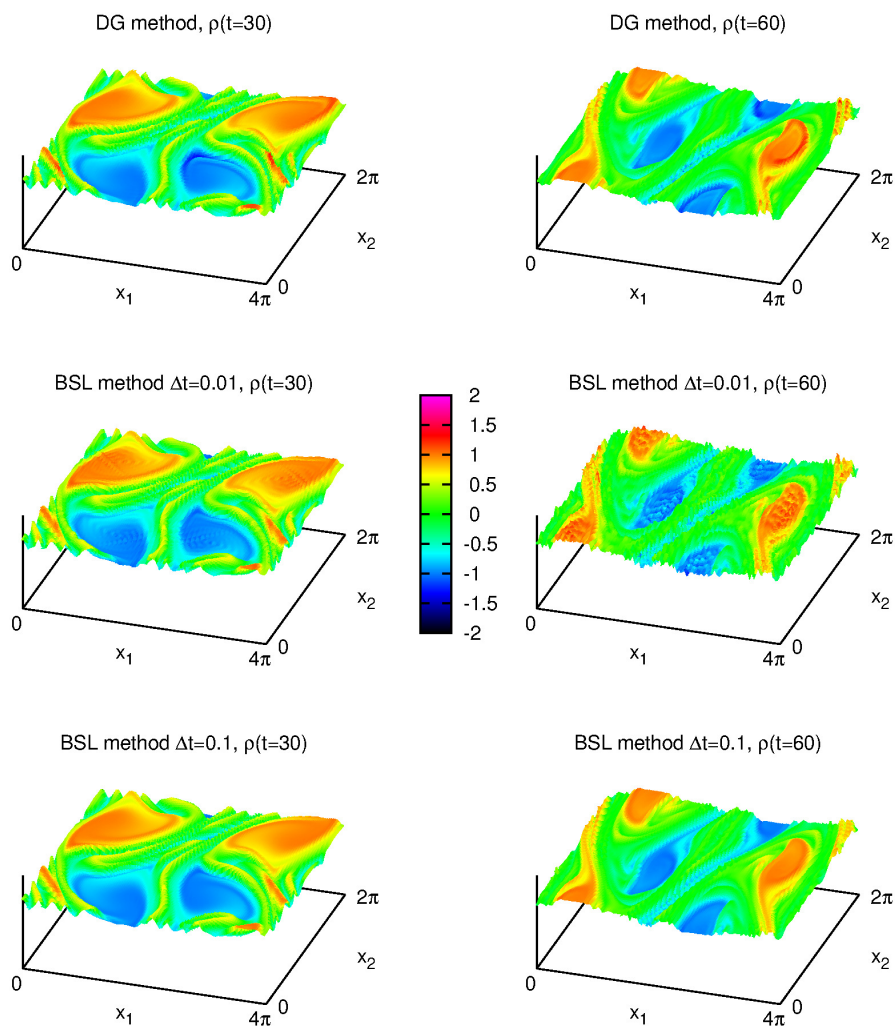 DG method, ρ(t=30)
DG method, ρ(t=60)
2π
x₂
0
0
x₁
4π
2π
x₂
0
0
x₁
4π
BSL method Δt=0.01, ρ(t=30)
BSL method Δt=0.01, ρ(t=60)
2
1.5
1
0.5
0
-0.5
-1
-1.5
-2
2π
x₂
0
0
x₁
4π
2π
x₂
0
0
x₁
4π
BSL method Δt=0.1, ρ(t=30)
BSL method Δt=0.1, ρ(t=60)
2π
x₂
0
0
x₁
4π
2π
x₂
0
0
x₁
4π